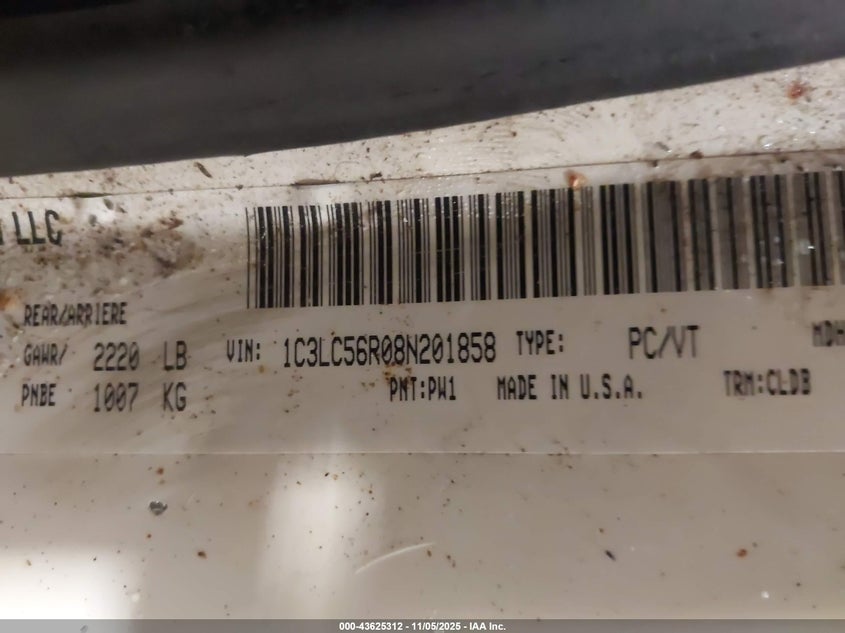 LLC
REAR/ARRIERE
GAWR/ 2220 LB VIN: 1C3LC56R08N201858 TYPE: PC/VT MDH
PNBE 1007 KG PNT:PW1 MADE IN U.S.A. TRM:CLDB
000-43625312 - 11/05/2025 - IAA Inc.